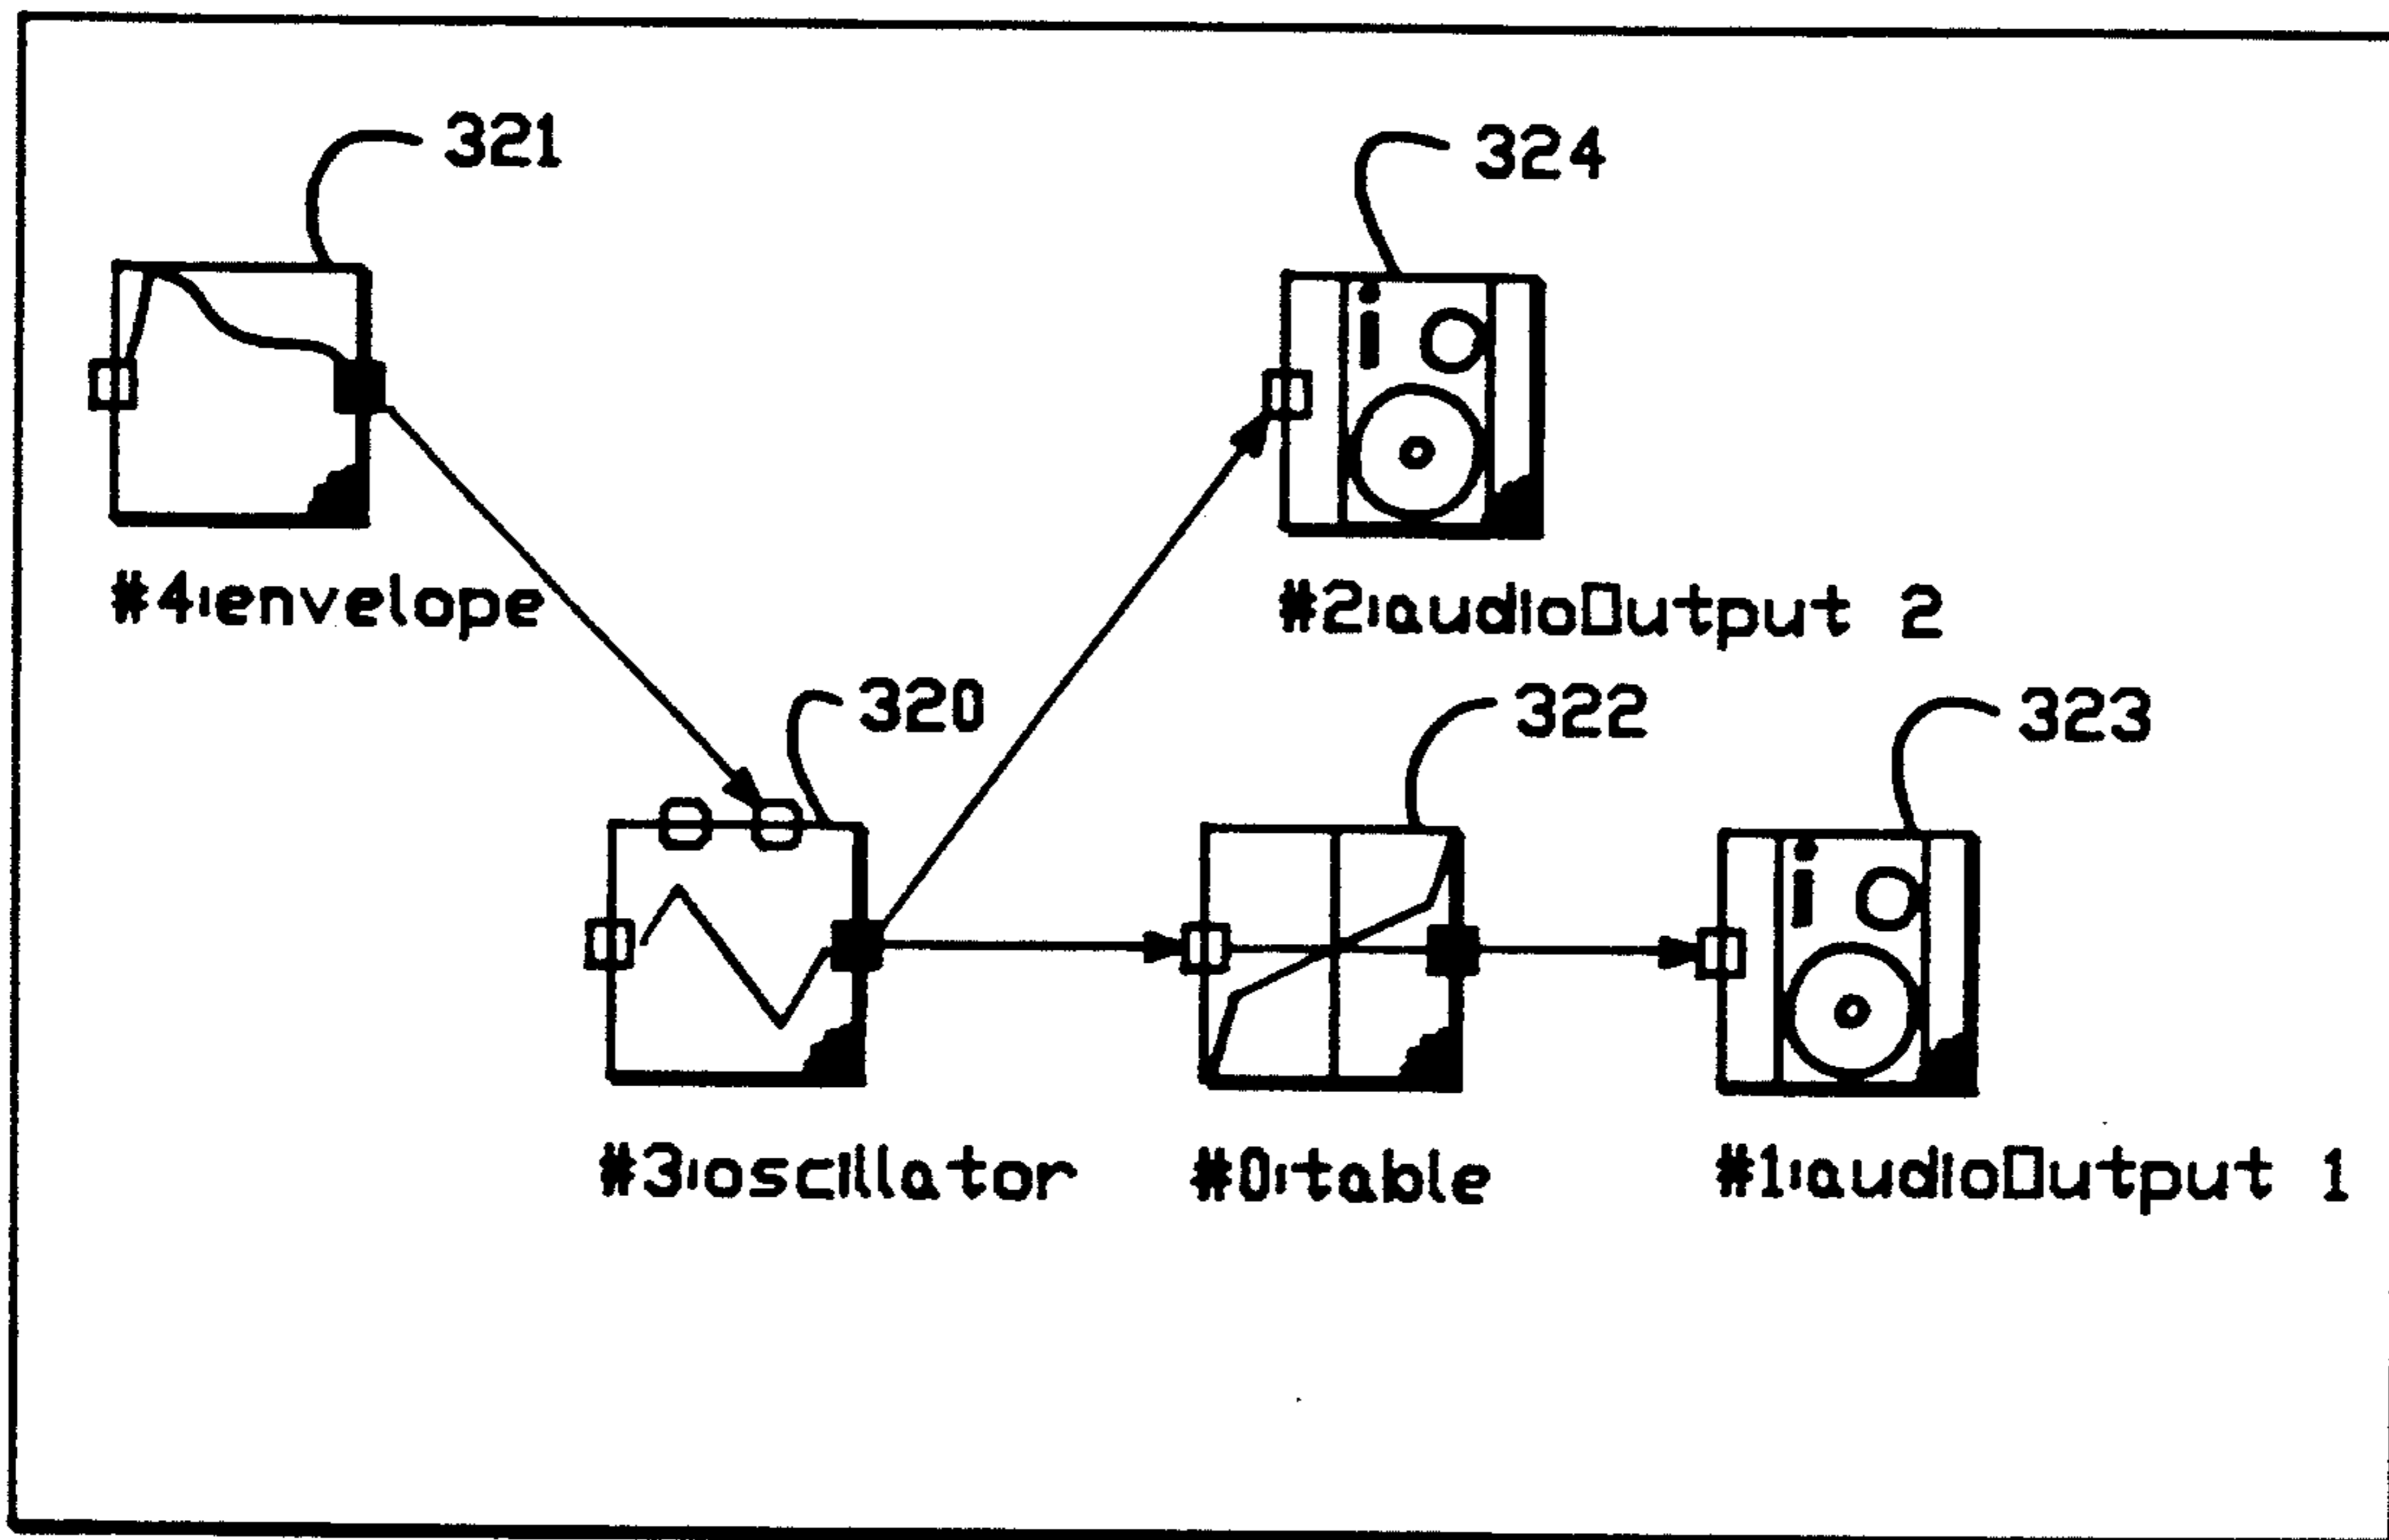 321
324
#4:envelope
#2:audioOutput 2
320
322
323
#3:oscillator
#0:table
#1:audioOutput 1